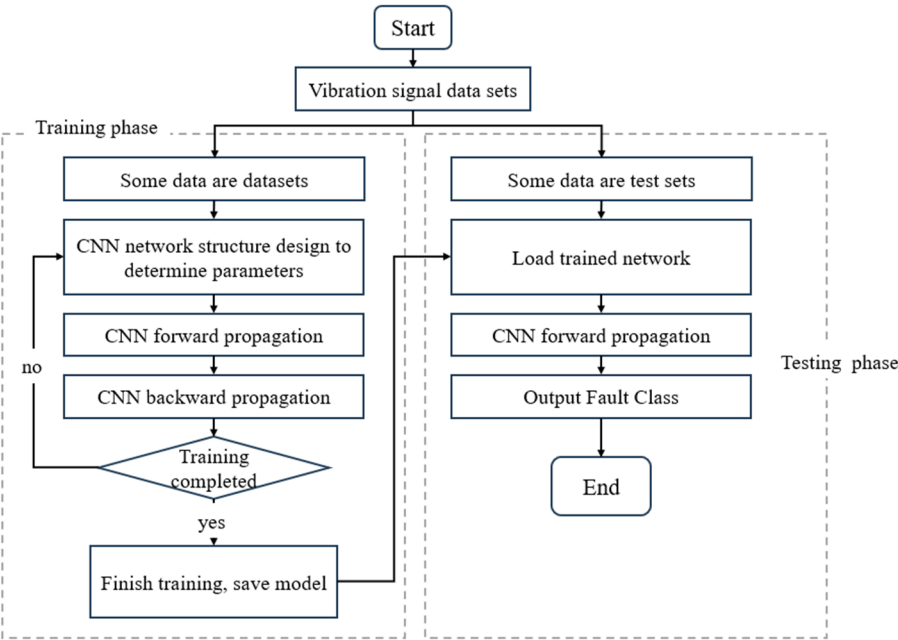 Start
Vibration signal data sets
Training phase
Some data are datasets
CNN network structure design to
determine parameters
CNN forward propagation
no
CNN backward propagation
Training
completed
yes
Finish training, save model
Some data are test sets
Load trained network
CNN forward propagation
Testing phase
Output Fault Class
End